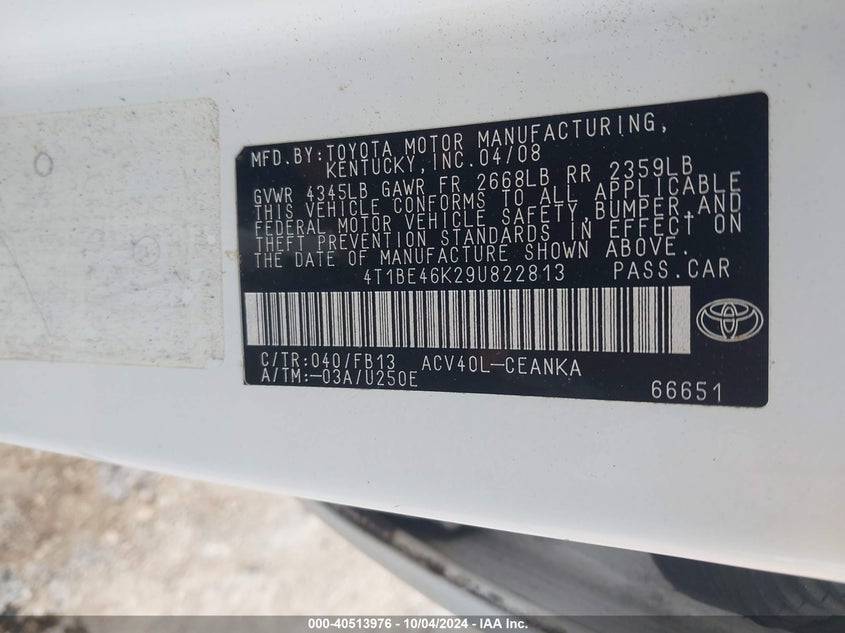 MFD.BY:TOYOTA MOTOR MANUFACTURING,
KENTUCKY, INC.04/08
GVWR 4345LB GAWR FR 2668LB RR 2359LB
THIS VEHICLE CONFORMS TO ALL APPLICABLE
FEDERAL MOTOR VEHICLE SAFETY,BUMPER,AND
THEFT PREVENTION STANDARDS IN EFFECT ON
THE DATE OF MANUFACTURE SHOWN ABOVE.
4T1BE46K29U822813 PASS.CAR
C/TR:040/FB13 ACV40L-CEANKA
A/TM:-03A/U250E
66651
000-40513976 - 10/04/2024 - IAA Inc.